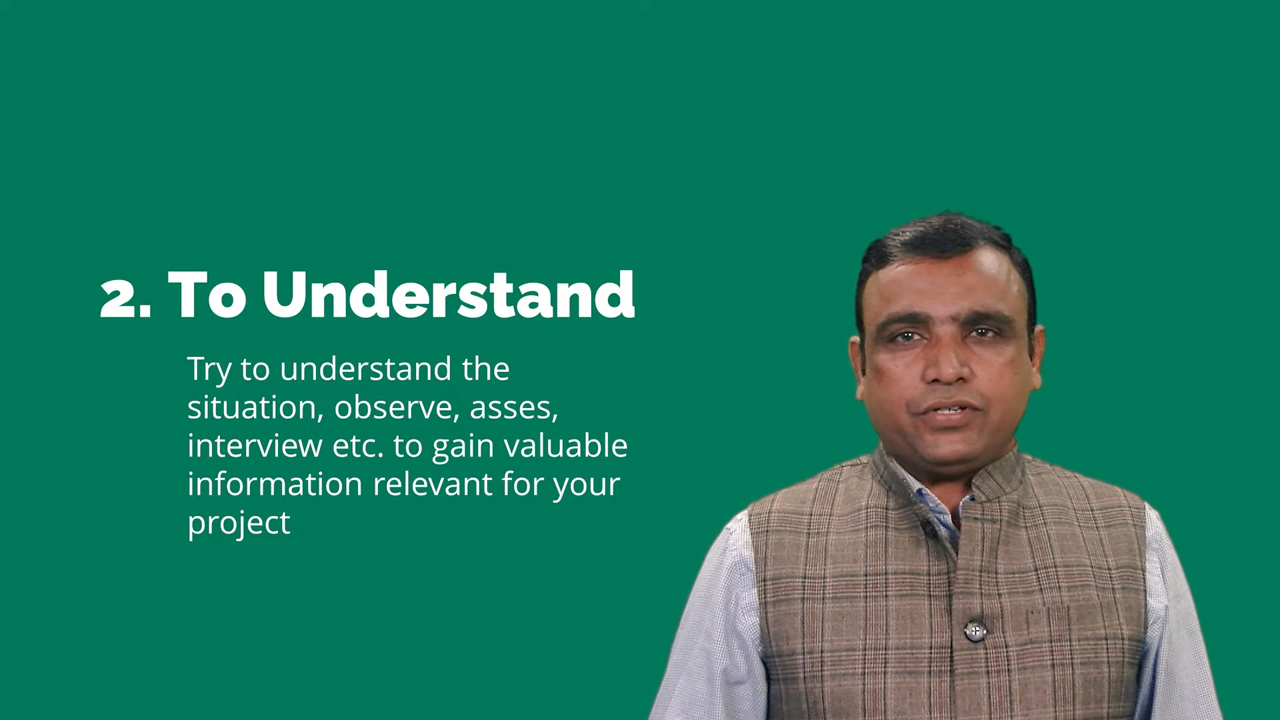 2. To Understand
Try to understand the
situation, observe, asses,
interview etc. to gain valuable
information relevant for your
project